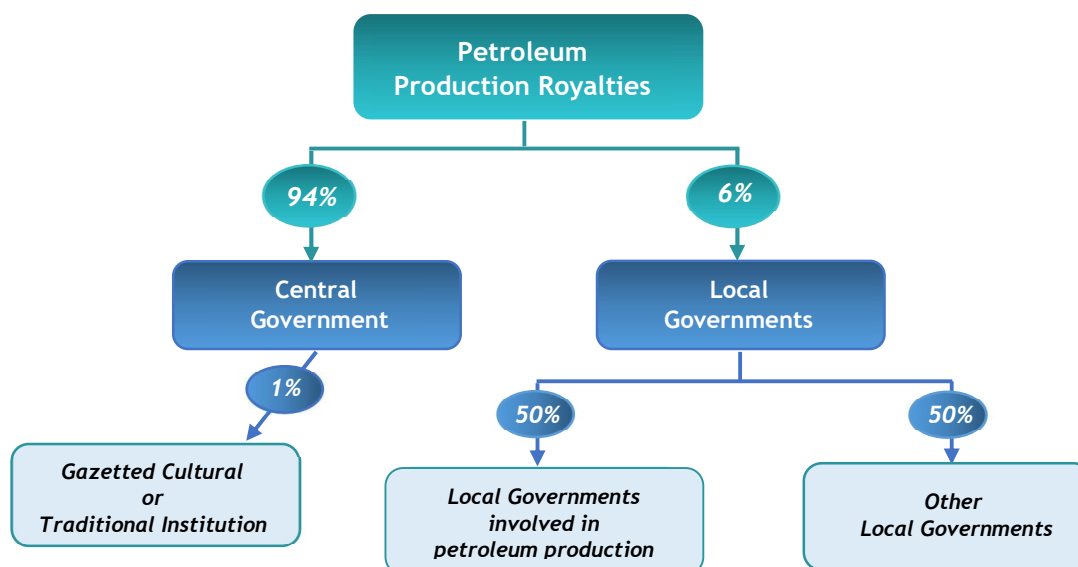 Petroleum
Production Royalties
94%
6%
Central
Government
Local
Governments
1%
50%
50%
Gazetted Cultural
or
Traditional Institution
Local Governments
involved in
petroleum production
Other
Local Governments